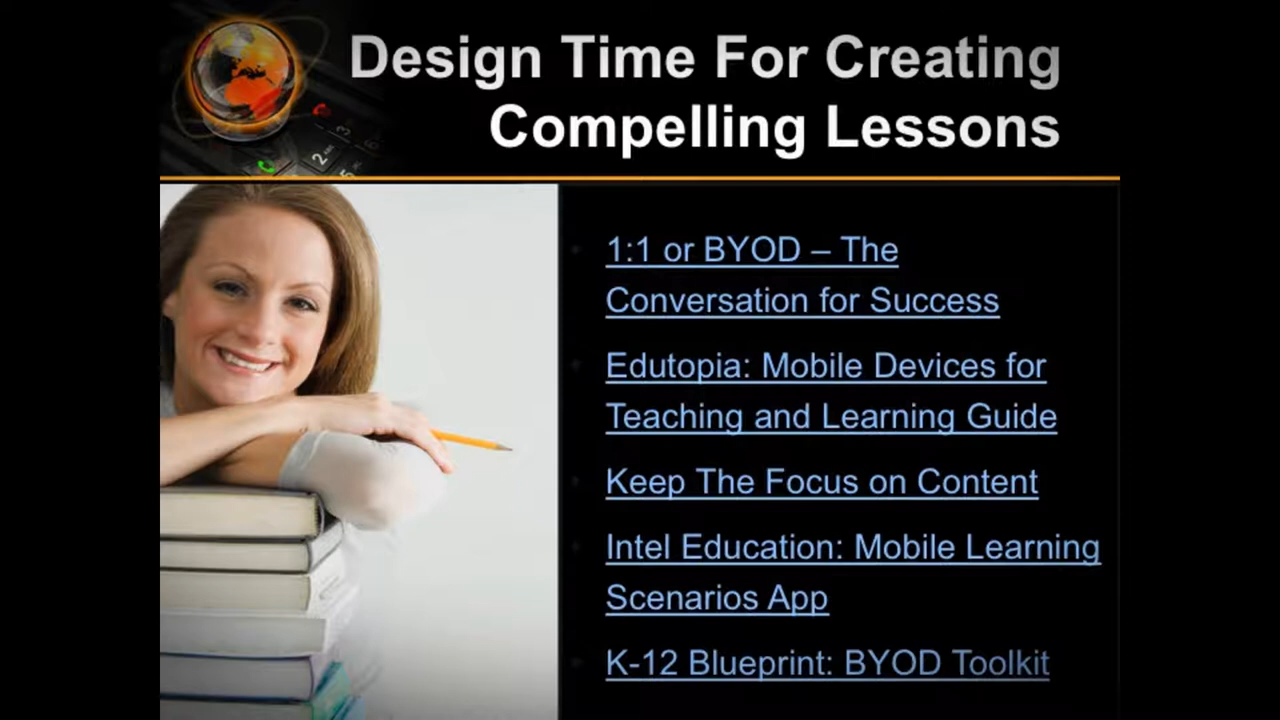 Design Time For Creating
Compelling Lessons
1:1 or BYOD – The
Conversation for Success
Edutopia: Mobile Devices for
Teaching and Learning Guide
Keep The Focus on Content
Intel Education: Mobile Learning
Scenarios App
K-12 Blueprint: BYOD Toolkit